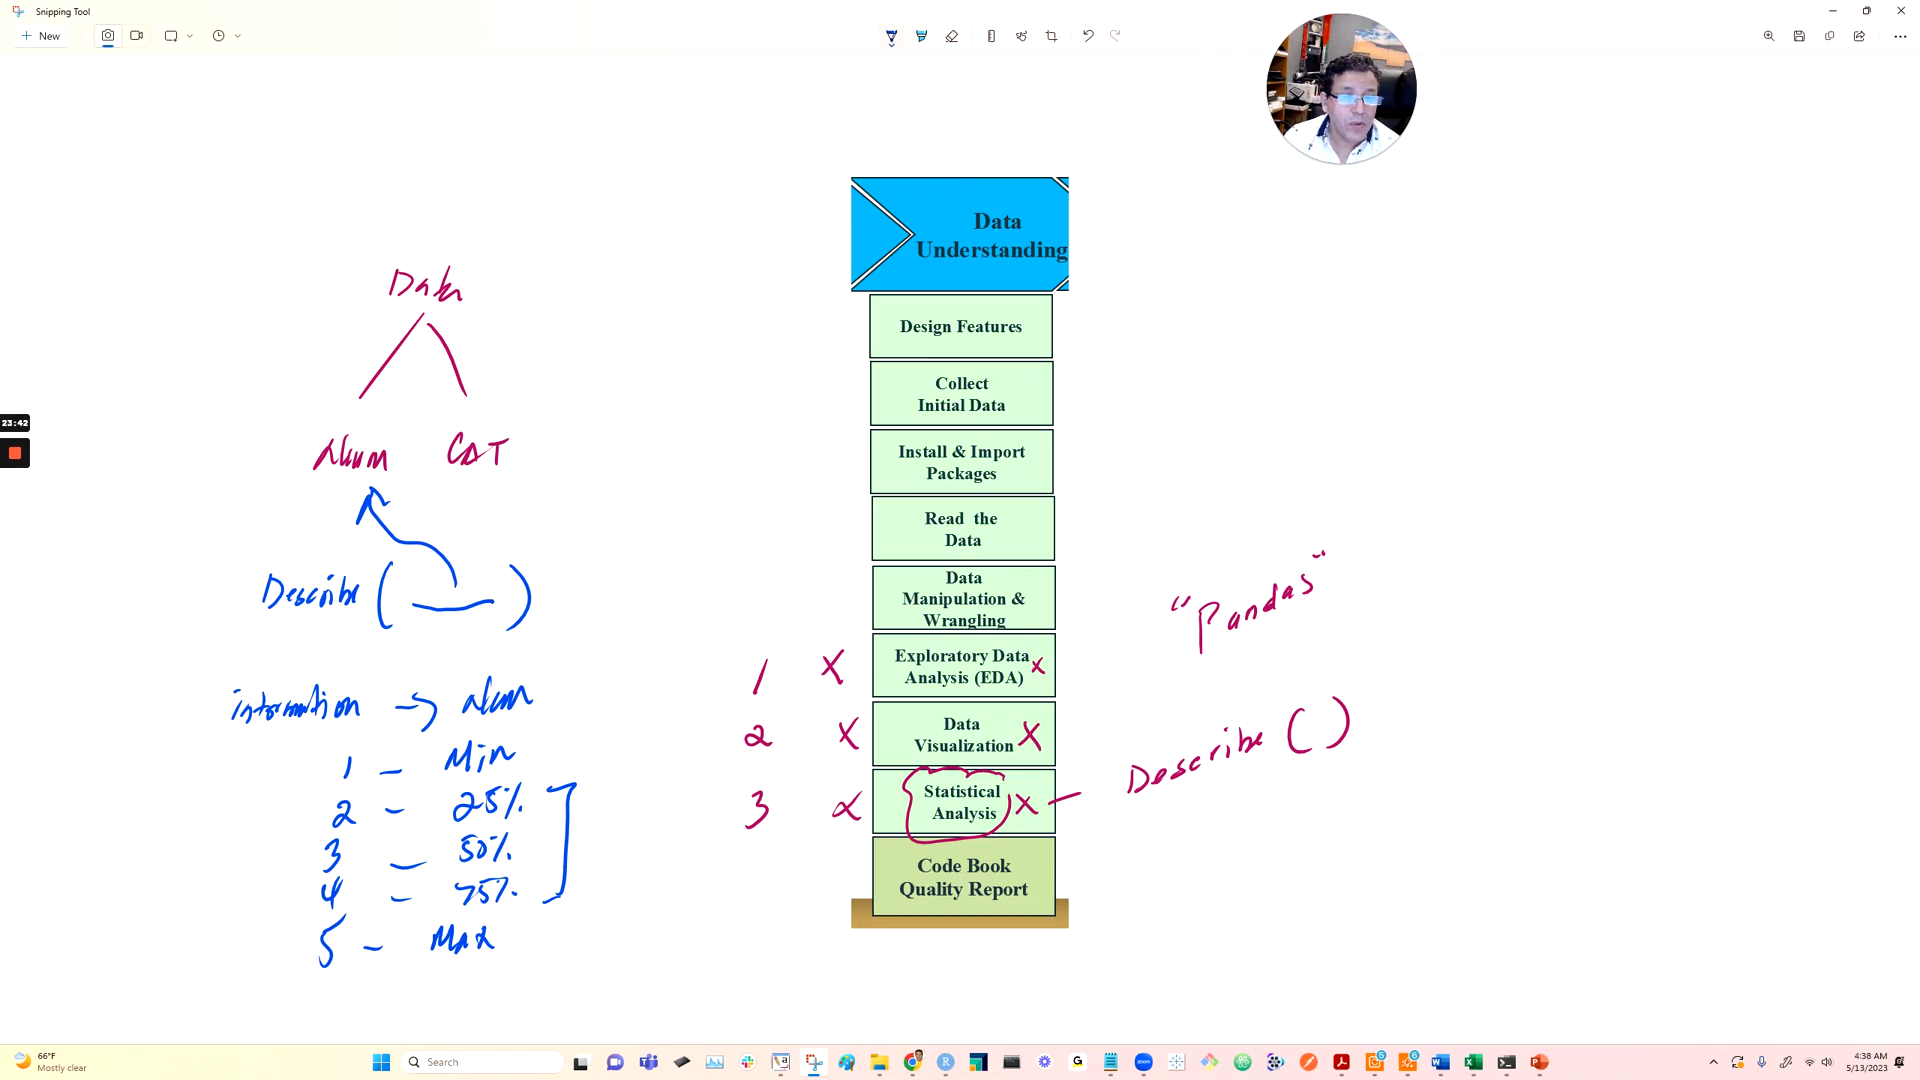 Snipping Tool
New
23:42
Data
Num CAT
Describe ( )
information → Num
1 - Min
2 - 25%
3 - 50%
4 - 75%
5 - Max
Data
Understanding
Design Features
Collect
Initial Data
Install & Import
Packages
Read the
Data
Data
Manipulation &
Wrangling
1 X Exploratory Data
Analysis (EDA) X
2 X Data
Visualization X
3 X Statistical
Analysis X
Code Book
Quality Report
"Pandas"
Describe ( )
66°F
Mostly clear
Search
4:38 AM
5/13/2023